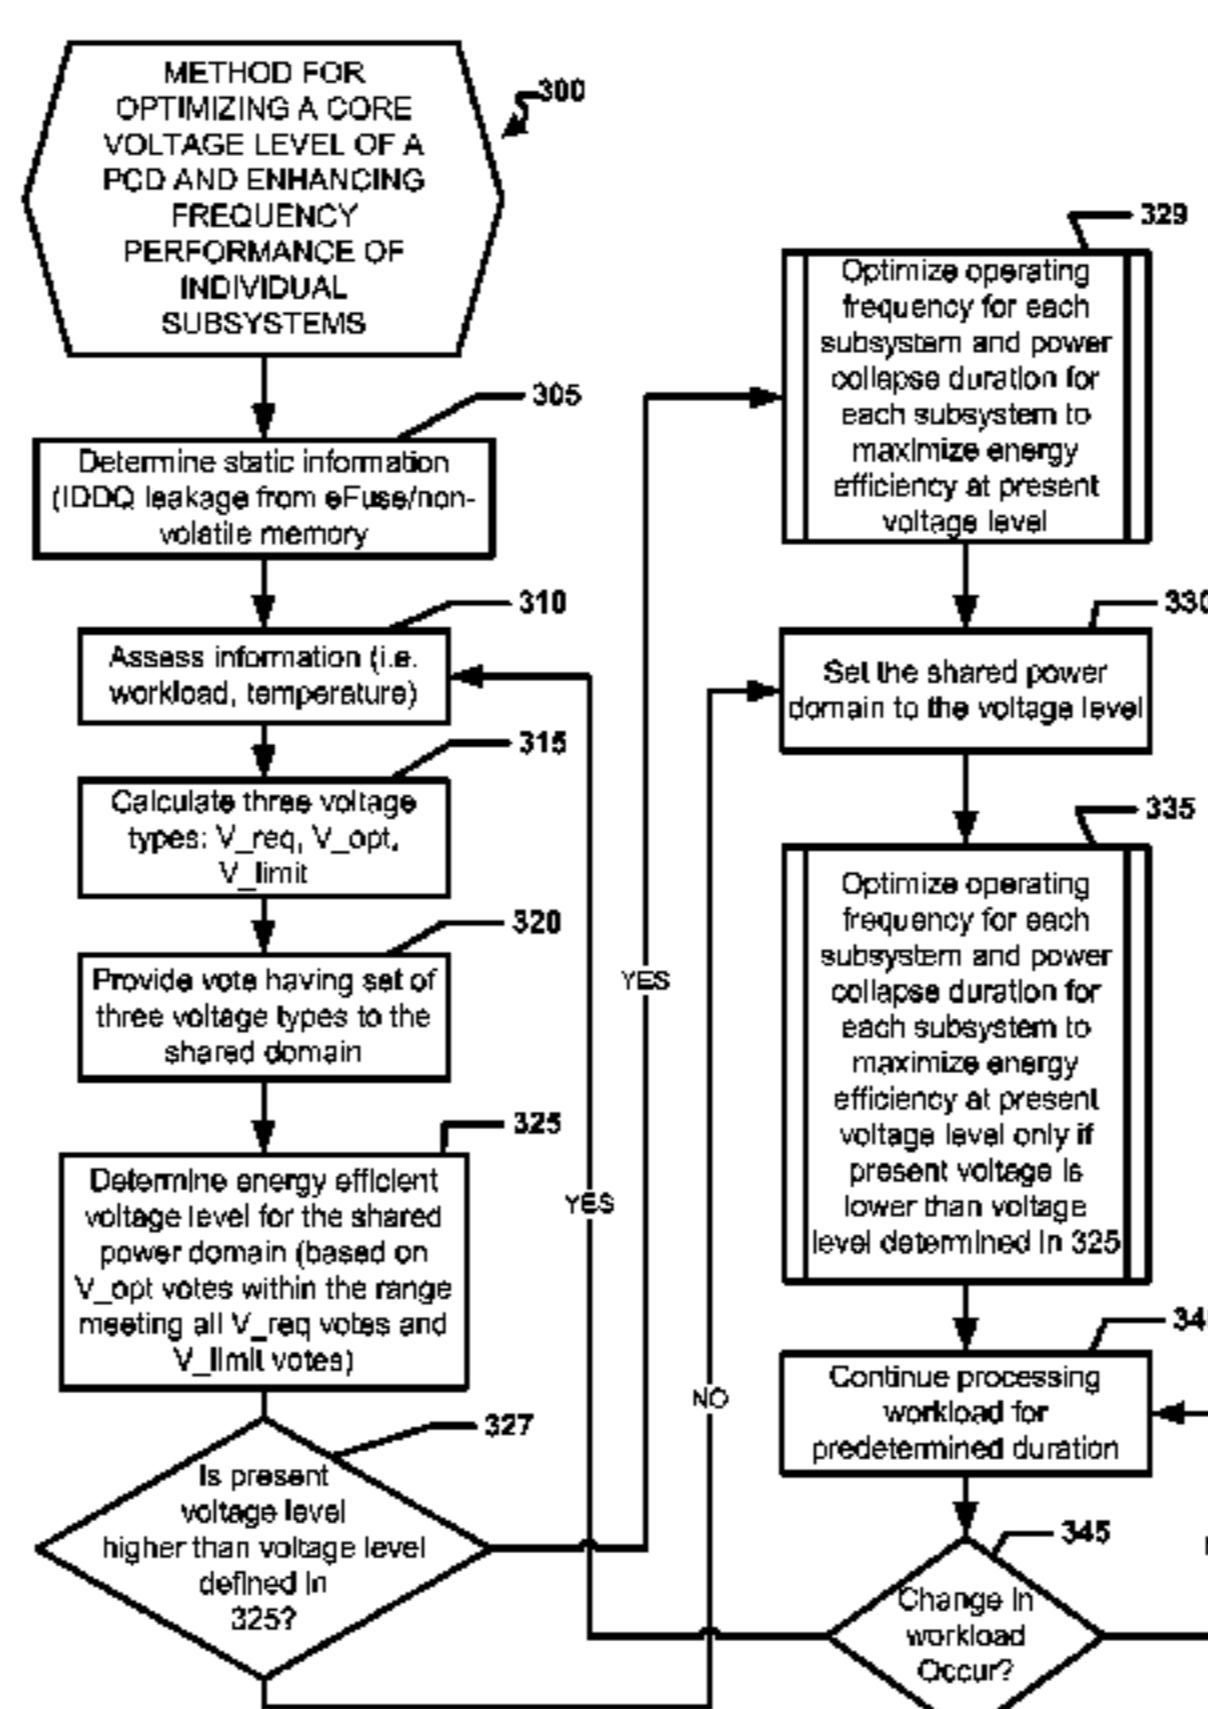 METHOD FOR
OPTIMIZING A CORE
VOLTAGE LEVEL OF A
PCD AND ENHANCING
FREQUENCY
PERFORMANCE OF
INDIVIDUAL
SUBSYSTEMS
300
305
Determine static information
(IDDQ leakage from eFuse/non-
volatile memory
310
Assess information (i.e.
workload, temperature)
315
Calculate three voltage
types: V_req, V_opt,
V_limit
320
Provide vote having set of
three voltage types to the
shared domain
325
Determine energy efficient
voltage level for the shared
power domain (based on
V_opt votes within the range
meeting all V_req votes and
V_limit votes)
327
Is present
voltage level
higher than voltage level
defined in
325?
YES
YES
NO
329
Optimize operating
frequency for each
subsystem and power
collapse duration for
each subsystem to
maximize energy
efficiency at present
voltage level
330
Set the shared power
domain to the voltage level
335
Optimize operating
frequency for each
subsystem and power
collapse duration for
each subsystem to
maximize energy
efficiency at present
voltage level only if
present voltage is
lower than voltage
level determined in 325
Continue processing
workload for
predetermined duration
345
Change in
workload
Occur?